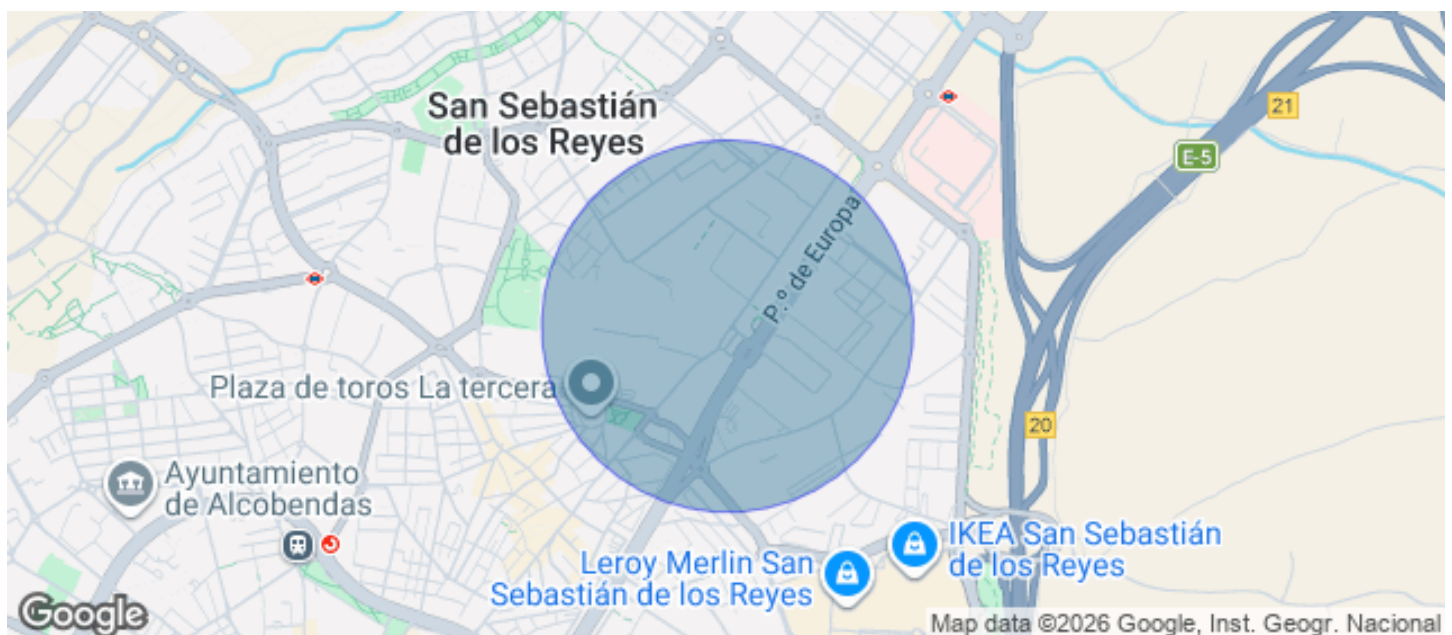 San Sebastián
de los Reyes
21
E-5
P.º de Europa
Plaza de toros La tercera
20
Ayuntamiento
de Alcobendas
IKEA San Sebastián
de los Reyes
Leroy Merlin San
Sebastián de los Reyes
Google
Map data ©2026 Google, Inst. Geogr. Nacional